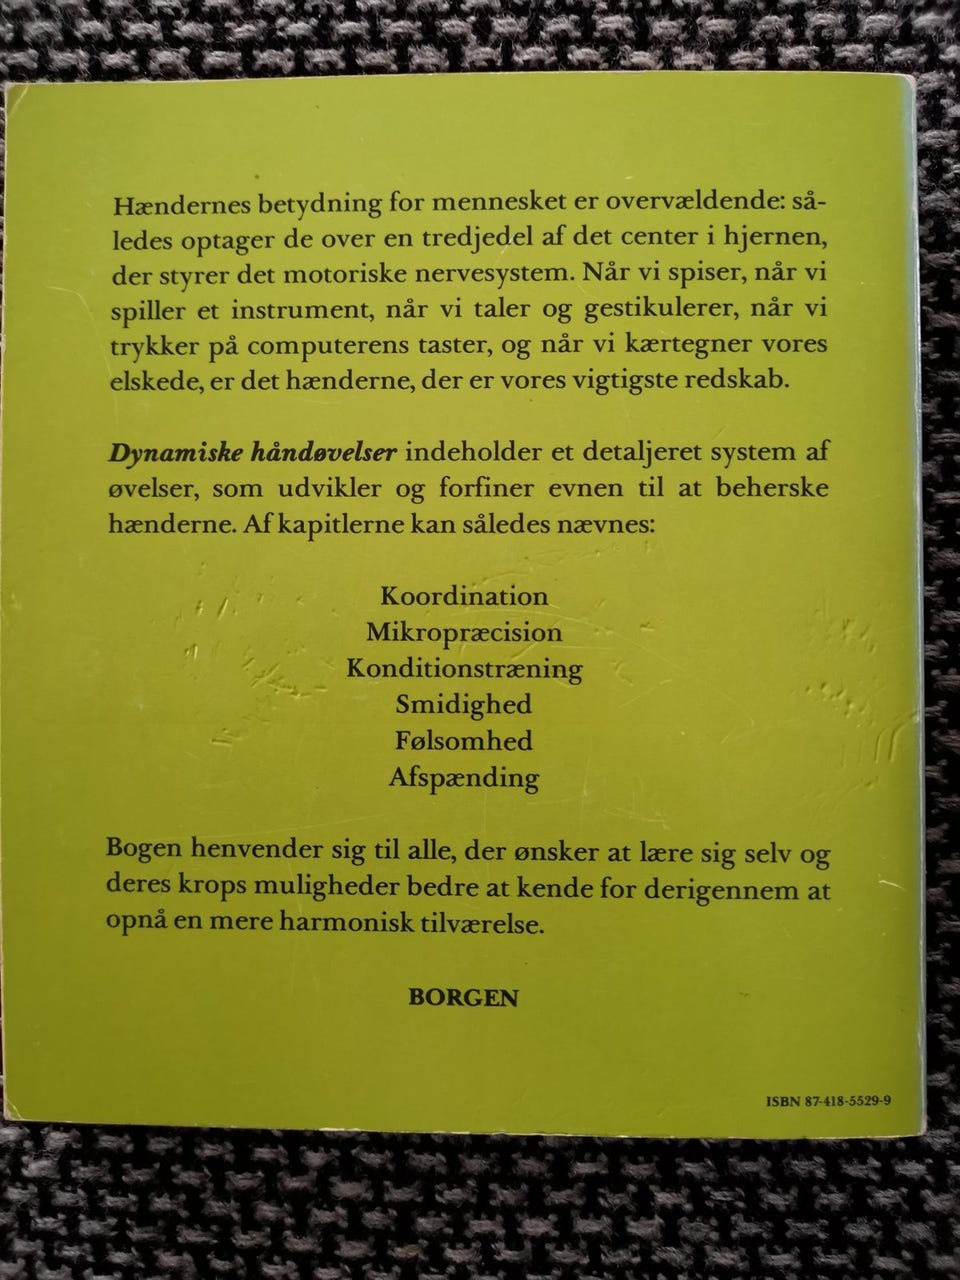 Hændernes betydning for mennesket er overvældende: så-
ledes optager de over en tredjedel af det center i hjernen,
der styrer det motoriske nervesystem. Når vi spiser, når vi
spiller et instrument, når vi taler og gestikulerer, når vi
trykker på computerens taster, og når vi kærtegner vores
elskede, er det hænderne, der er vores vigtigste redskab.
Dynamiske håndøvelser indeholder et detaljeret system af
øvelser, som udvikler og forfiner evnen til at beherske
hænderne. Af kapitlerne kan således nævnes:
Koordination
Mikropræcision
Konditionstræning
Smidighed
Følsomhed
Afspænding
Bogen henvender sig til alle, der ønsker at lære sig selv og
deres krops muligheder bedre at kende for derigennem at
opnå en mere harmonisk tilværelse.
BORGEN
ISBN 87-418-5529-9